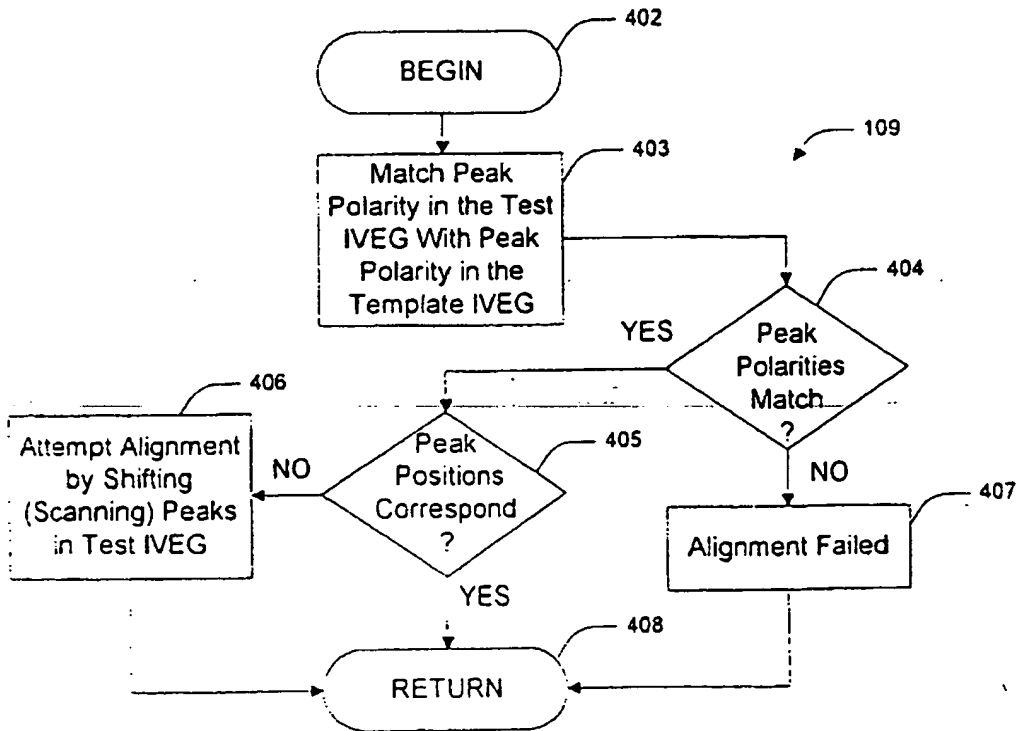 402
BEGIN
109
403
Match Peak
Polarity in the Test
IVEG With Peak
Polarity in the
Template IVEG
404
YES
Peak
Polarities
Match
?
406
Attempt Alignment
by Shifting
(Scanning) Peaks
in Test IVEG
NO
Peak
Positions
Correspond
?
405
NO
407
Alignment Failed
YES
408
RETURN